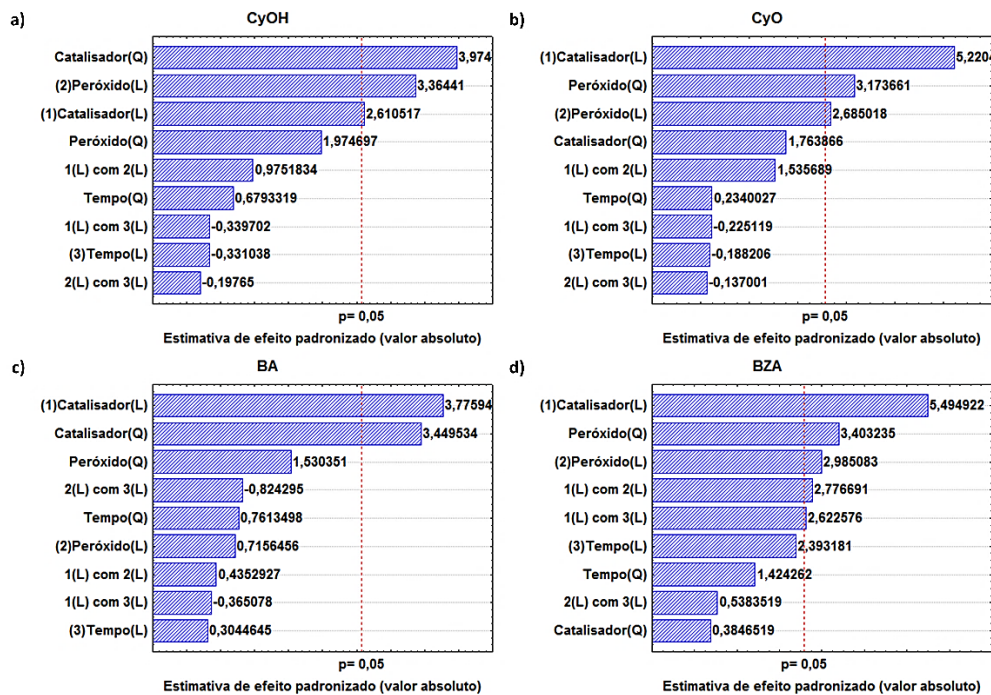 a)
CyOH
Catalisador(Q)
3,974
(2)Peróxido(L)
3,36441
(1)Catalisador(L)
2,610517
Peróxido(Q)
1,974697
1(L) com 2(L)
0,9751834
Tempo(Q)
0,6793319
1(L) com 3(L)
-0,339702
(3)Tempo(L)
-0,331038
2(L) com 3(L)
-0,19765
p= 0,05
Estimativa de efeito padronizado (valor absoluto)
b)
CyO
(1)Catalisador(L)
5,2204
Peróxido(Q)
3,173661
(2)Peróxido(L)
2,685018
Catalisador(Q)
1,763866
1(L) com 2(L)
1,535689
Tempo(Q)
0,2340027
1(L) com 3(L)
-0,225119
(3)Tempo(L)
-0,188206
2(L) com 3(L)
-0,137001
p= 0,05
Estimativa de efeito padronizado (valor absoluto)
c)
BA
(1)Catalisador(L)
3,77594
Catalisador(Q)
3,449534
Peróxido(Q)
1,530351
2(L) com 3(L)
-0,824295
Tempo(Q)
0,7613498
(2)Peróxido(L)
0,7156456
1(L) com 2(L)
0,4352927
1(L) com 3(L)
-0,365078
(3)Tempo(L)
0,3044645
p= 0,05
Estimativa de efeito padronizado (valor absoluto)
d)
BZA
(1)Catalisador(L)
5,494922
Peróxido(Q)
3,403235
(2)Peróxido(L)
2,985083
1(L) com 2(L)
2,776691
1(L) com 3(L)
2,622576
(3)Tempo(L)
2,393181
Tempo(Q)
1,424262
2(L) com 3(L)
0,5383519
Catalisador(Q)
0,3846519
p= 0,05
Estimativa de efeito padronizado (valor absoluto)